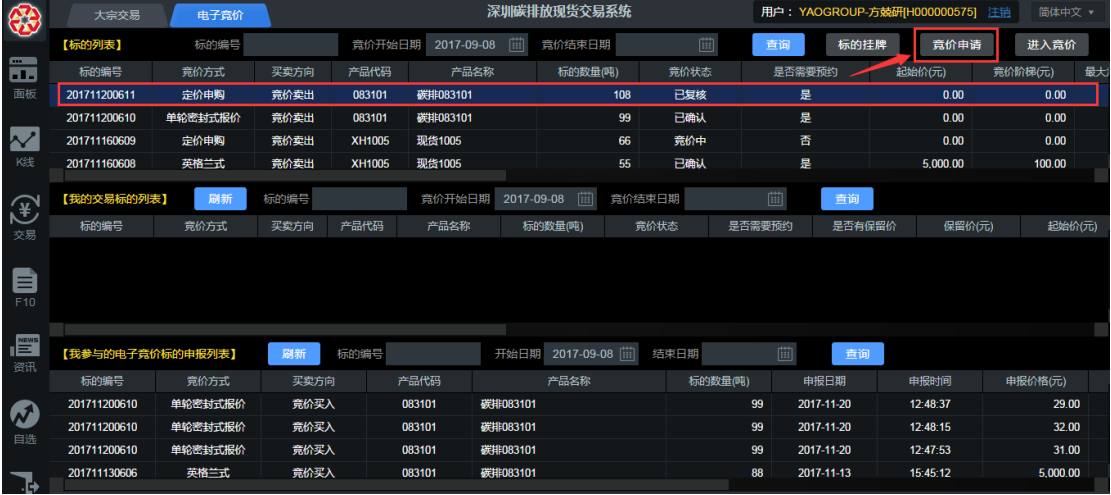 大宗交易 电子竞价 深圳碳排放现货交易系统 用户： YAOGROUP-方兢研[H000000575] 注销 简体中文
【标的列表】 标的编号 竞价开始日期 2017-09-08 竞价结束日期 查询 标的挂牌 竞价申请 进入竞价
标的编号 竞价方式 买卖方向 产品代码 产品名称 标的数量(吨) 竞价状态 是否需要预约 起始价(元) 竞价阶梯(元) 最大
201711200611 定价申购 竞价卖出 083101 碳排083101 108 已复核 是 0.00 0.00
201711200610 单轮密封式报价 竞价卖出 083101 碳排083101 99 已确认 是 0.00 0.00
201711160609 定价申购 竞价卖出 XH1005 现货1005 66 竞价中 否 0.00 0.00
201711160608 英格兰式 竞价卖出 XH1005 现货1005 55 已确认 是 5,000.00 100.00
面板
K线
交易
F10
NEWS
资讯
自选
【我的交易标的列表】 刷新 标的编号 竞价开始日期 2017-09-08 竞价结束日期 查询
标的编号 竞价方式 买卖方向 产品代码 产品名称 标的数量(吨) 竞价状态 是否需要预约 是否有保留价 保留价(元) 起始价(元)
【我参与的电子竞价标的申报列表】 刷新 标的编号 开始日期 2017-09-08 结束日期 查询
标的编号 竞价方式 买卖方向 产品代码 产品名称 标的数量(吨) 申报日期 申报时间 申报价格(元)
201711200610 单轮密封式报价 竞价买入 083101 碳排083101 99 2017-11-20 12:48:37 29.00
201711200610 单轮密封式报价 竞价买入 083101 碳排083101 99 2017-11-20 12:48:15 32.00
201711200610 单轮密封式报价 竞价买入 083101 碳排083101 99 2017-11-20 12:47:53 31.00
201711130606 英格兰式 竞价买入 083101 碳排083101 88 2017-11-13 15:45:12 5,000.00